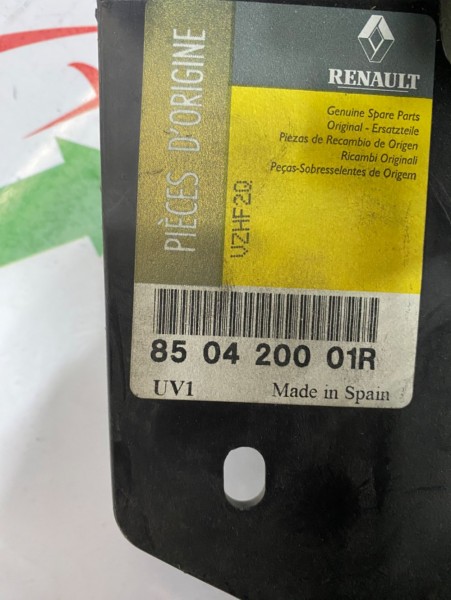 RENAULT
PIÈCES D'ORIGINE
Genuine Spare Parts
Original - Ersatzteile
Piezas de Recambio de Origen
Ricambi Originali
Peças-Sobresselentes de Origem
VZHF2Q
85 04 200 01R
UV1 Made in Spain